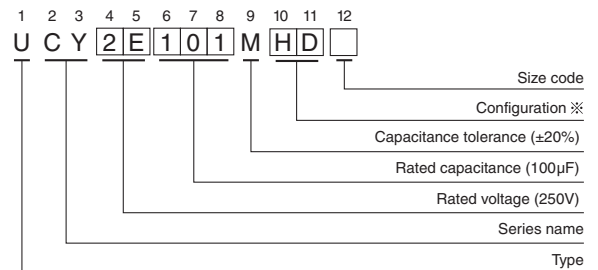 1 2 3 4 5 6 7 8 9 10 11 12
U C Y 2 E 1 0 1 M H D
Size code
Configuration ※
Capacitance tolerance (±20%)
Rated capacitance (100µF)
Rated voltage (250V)
Series name
Type